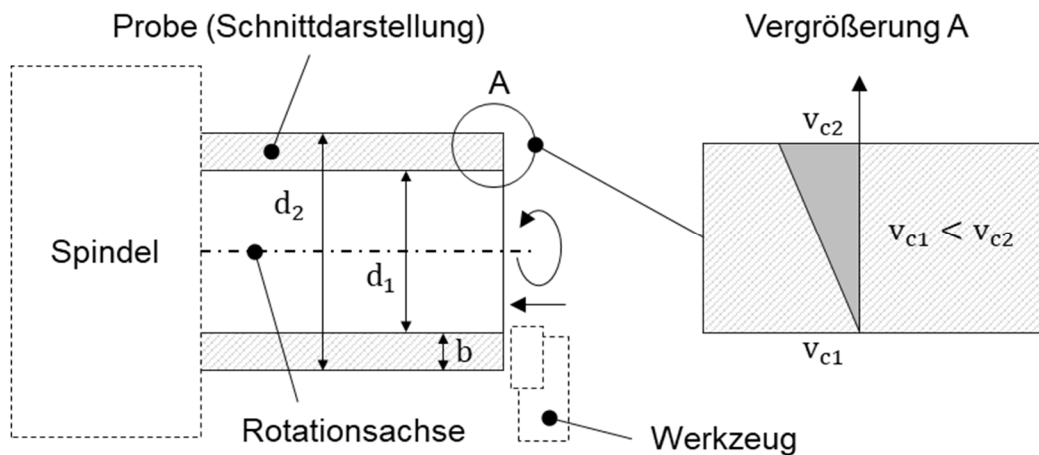 Probe (Schnittdarstellung)
Vergrößerung A
A
v_c2
d_2
Spindel
v_c1 < v_c2
d_1
b
v_c1
Rotationsachse
Werkzeug